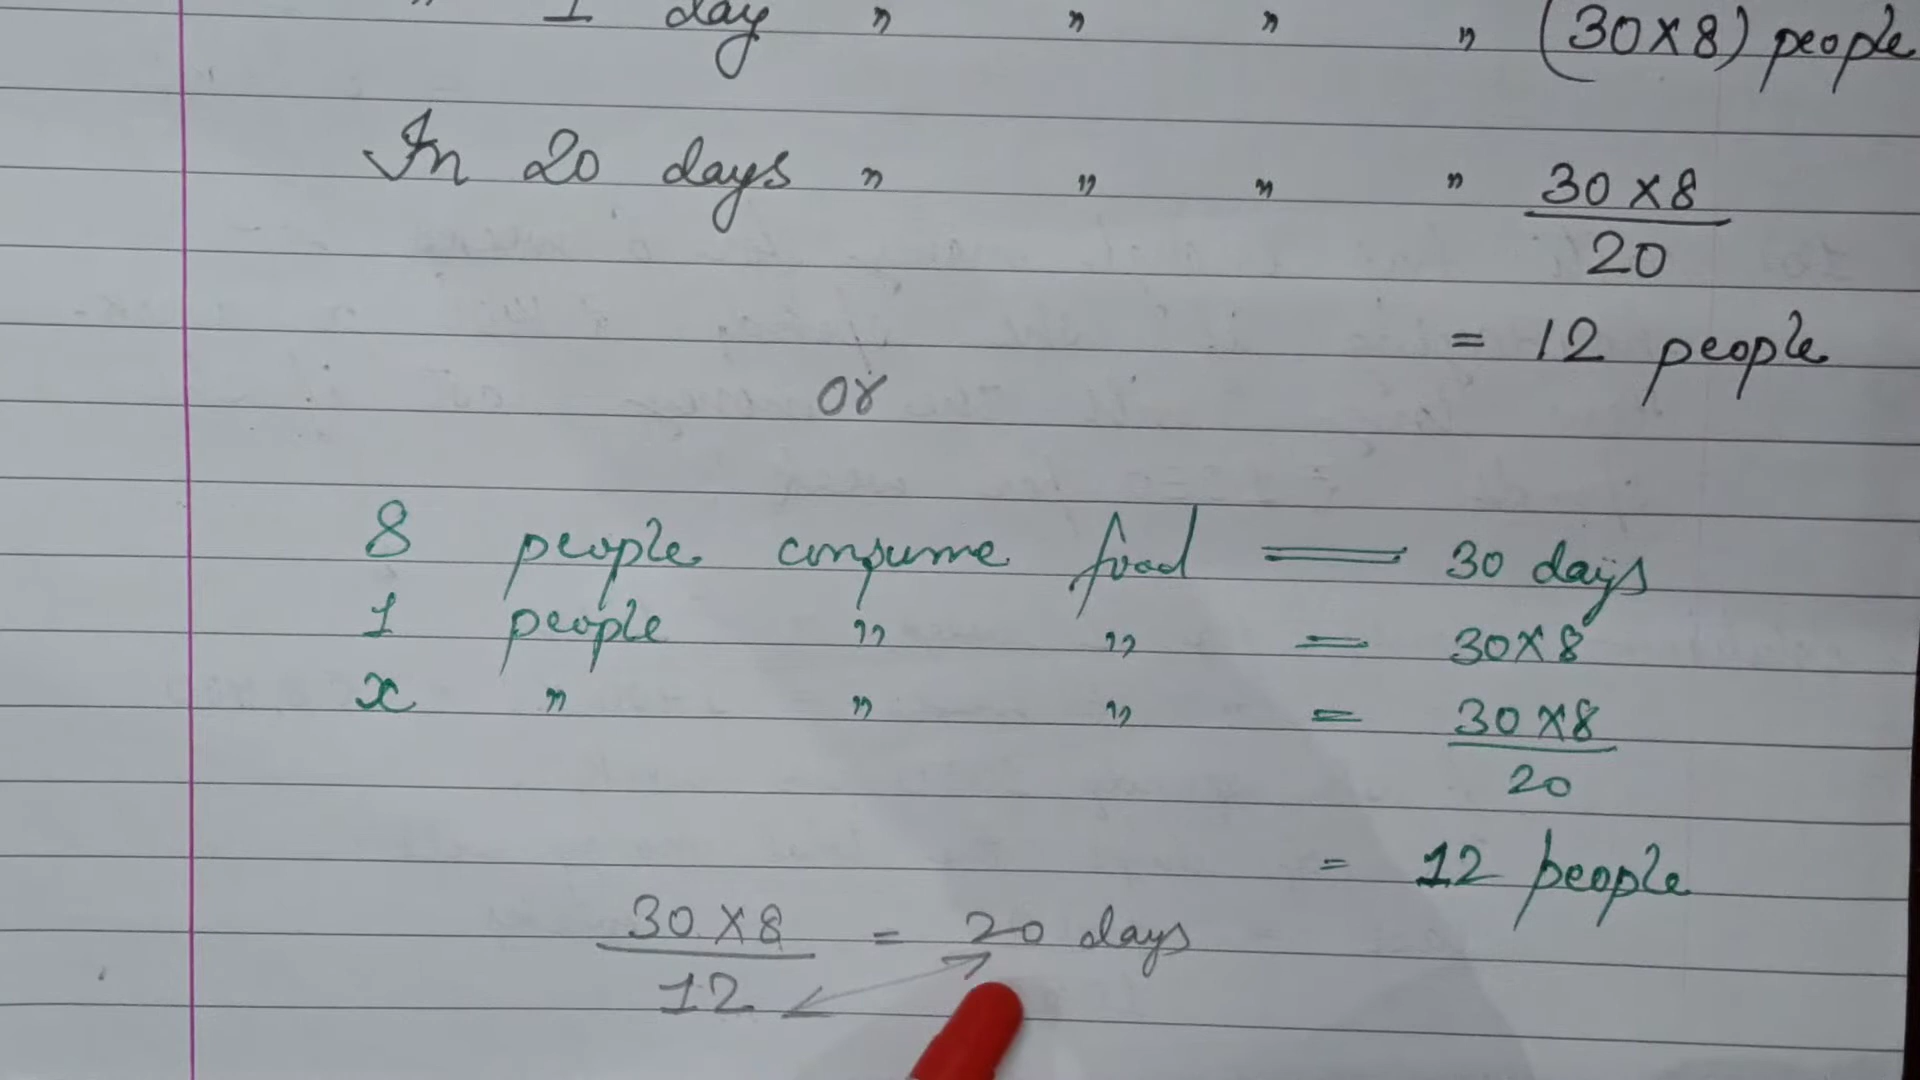 " 1 day " " " " (30×8) people
In 20 days " " " " 30×8
20
= 12 people
or
8 people consume food = 30 days
1 people " " = 30×8
x " " " = 30×8
20
= 12 people
30×8 = 20 days
12